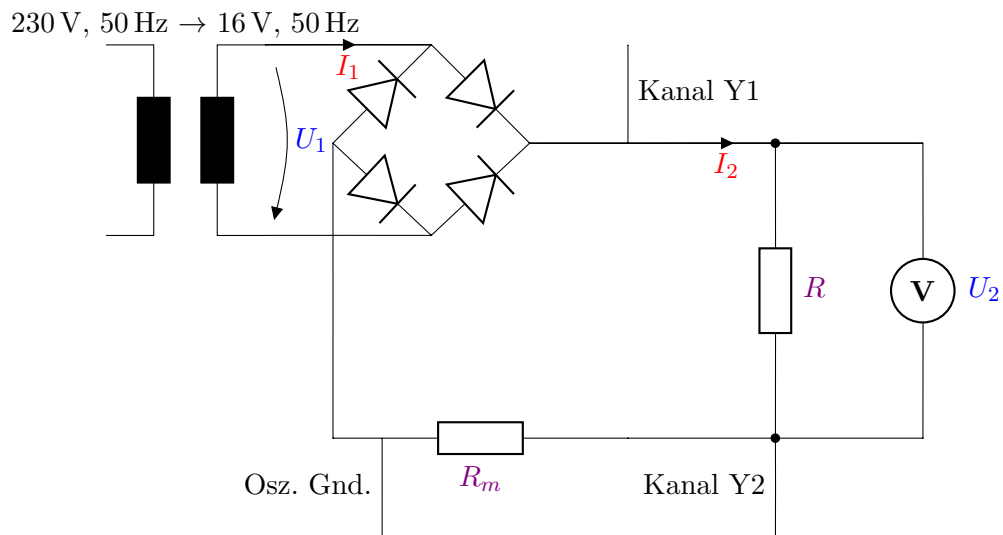 230 V, 50 Hz → 16 V, 50 Hz
I₁
Kanal Y1
U₁
I₂
R
V
U₂
Osz. Gnd.
Rₘ
Kanal Y2